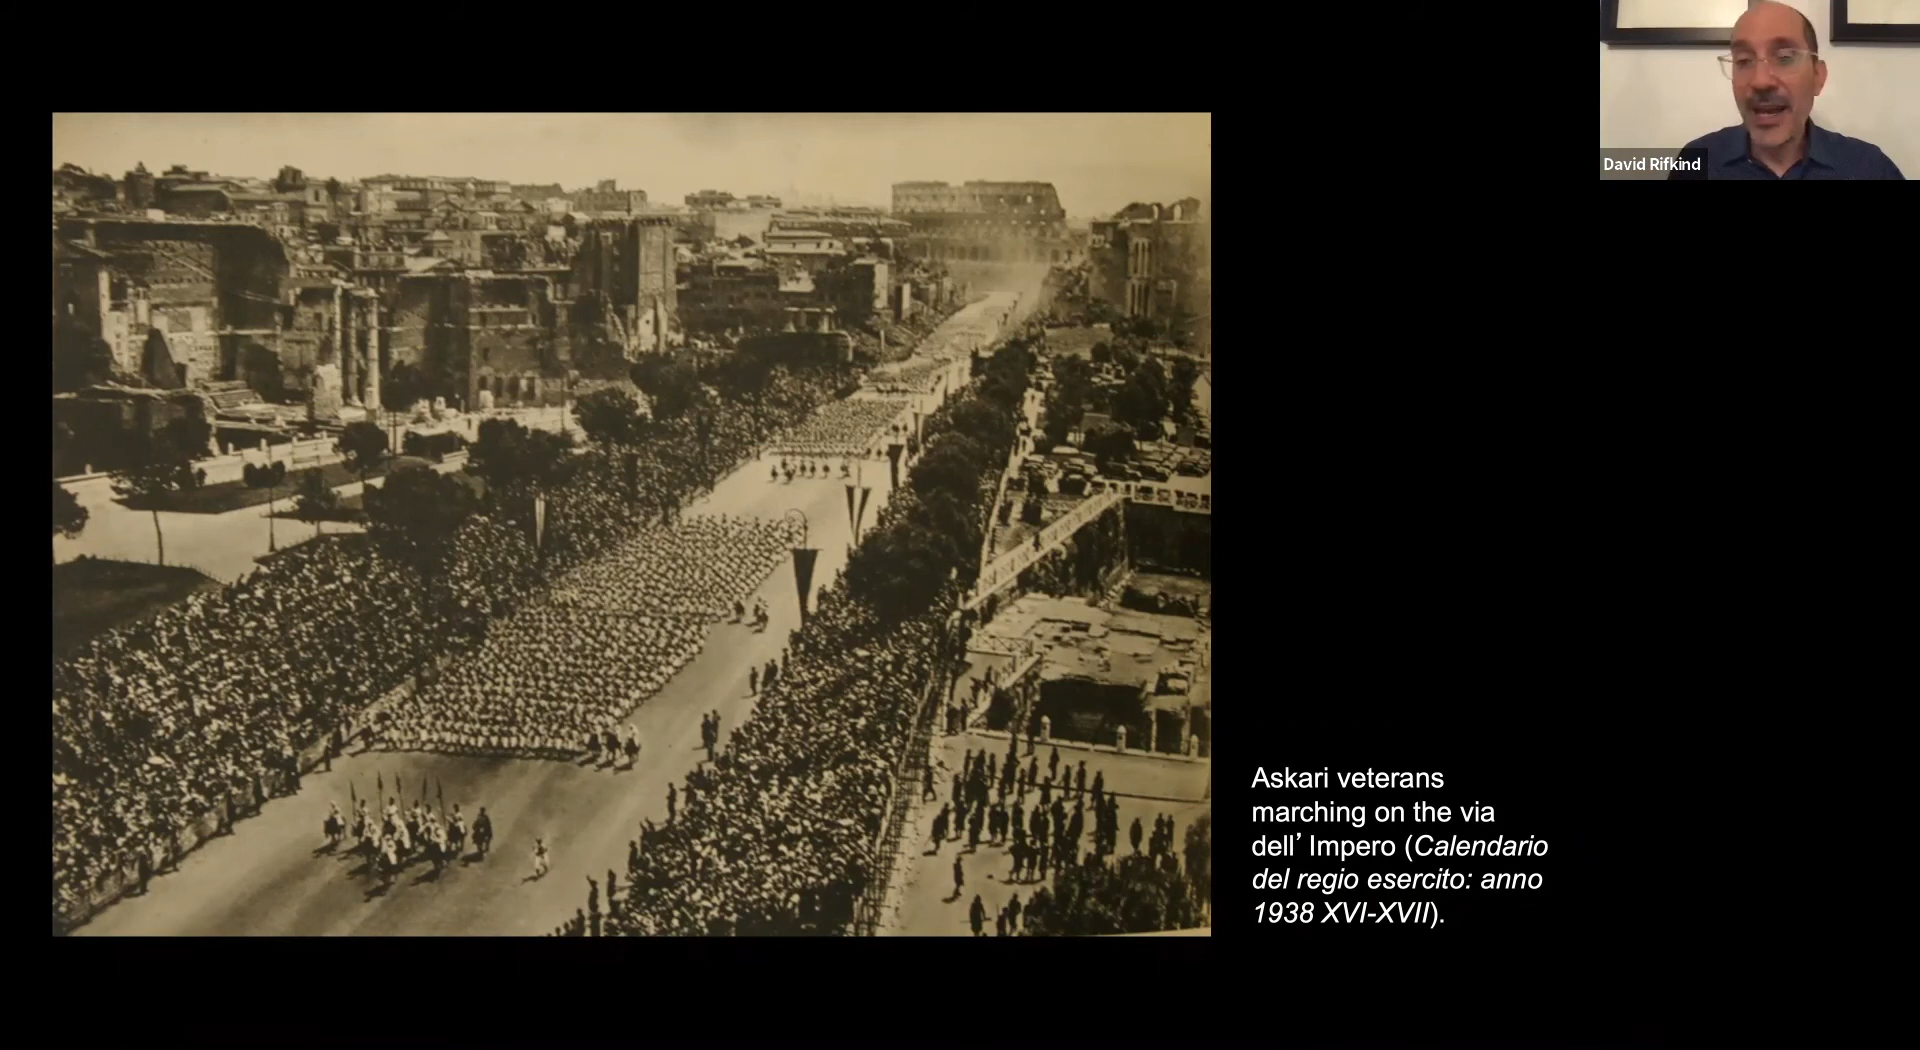 David Rifkind
Askari veterans
marching on the via
dell’ Impero (Calendario
del regio esercito: anno
1938 XVI-XVII).